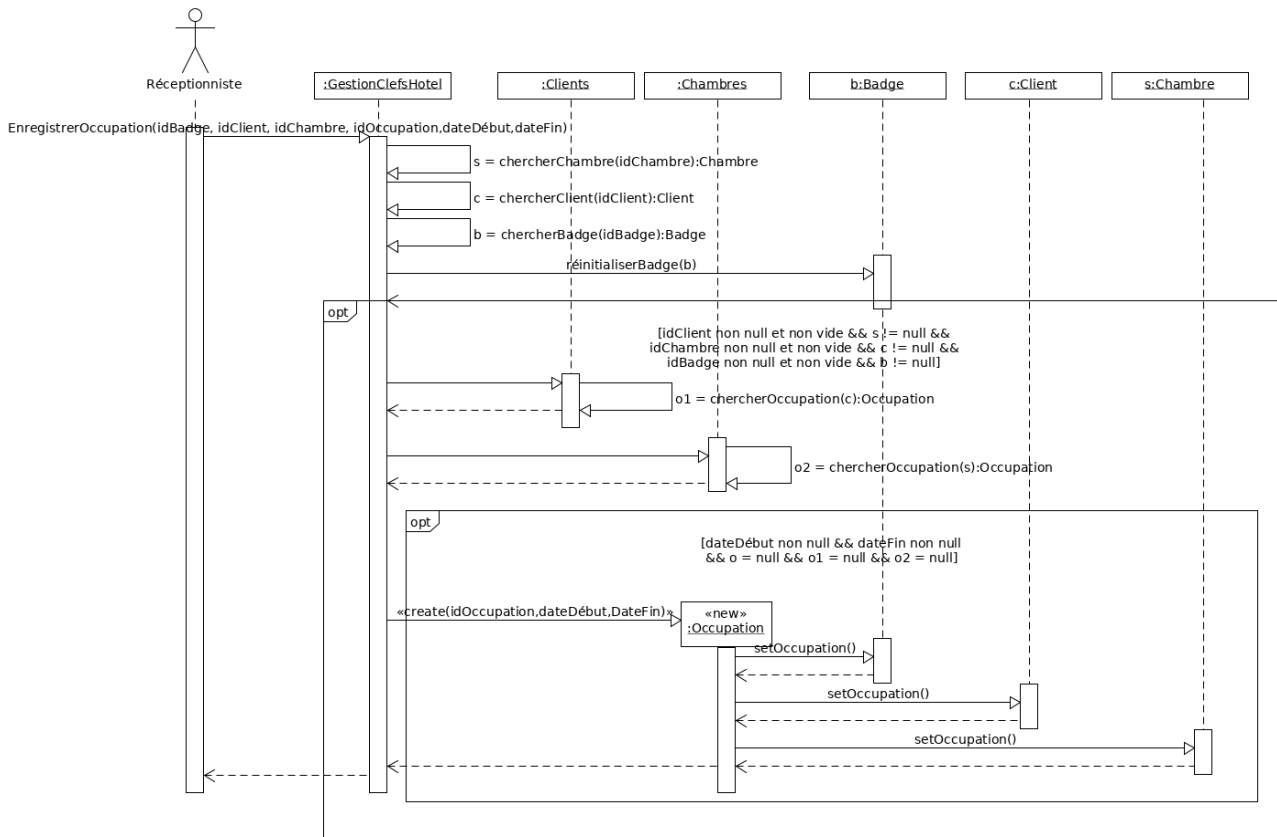 Réceptionniste
:GestionClefsHotel
:Clients
:Chambres
b:Badge
c:Client
s:Chambre
EnregistrerOccupation(idBadge, idClient, idChambre, idOccupation,dateDébut,dateFin)
s = chercherChambre(idChambre):Chambre
c = chercherClient(idClient):Client
b = chercherBadge(idBadge):Badge
réinitialiserBadge(b)
opt
[idClient non null et non vide && s != null &&
idChambre non null et non vide && c != null &&
idBadge non null et non vide && b != null]
o1 = chercherOccupation(c):Occupation
o2 = chercherOccupation(s):Occupation
opt
[dateDébut non null && dateFin non null
&& o = null && o1 = null && o2 = null]
«create(idOccupation,dateDébut,DateFin)»
«new»
:Occupation
setOccupation()
setOccupation()
setOccupation()